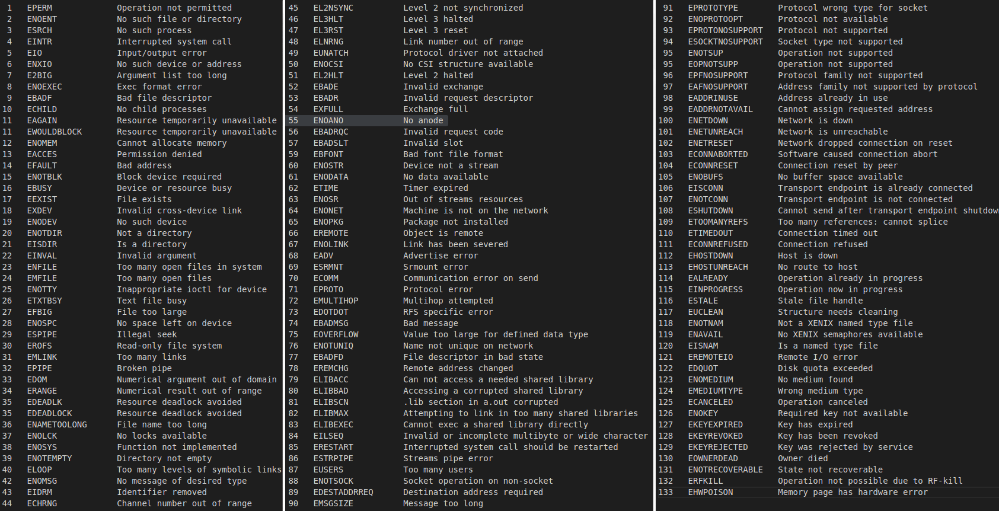 1 EPERM Operation not permitted
2 ENOENT No such file or directory
3 ESRCH No such process
4 EINTR Interrupted system call
5 EIO Input/output error
6 ENXIO No such device or address
7 E2BIG Argument list too long
8 ENOEXEC Exec format error
9 EBADF Bad file descriptor
10 ECHILD No child processes
11 EAGAIN Resource temporarily unavailable
11 EWOULDBLOCK Resource temporarily unavailable
12 ENOMEM Cannot allocate memory
13 EACCES Permission denied
14 EFAULT Bad address
15 ENOTBLK Block device required
16 EBUSY Device or resource busy
17 EEXIST File exists
18 EXDEV Invalid cross-device link
19 ENODEV No such device
20 ENOTDIR Not a directory
21 EISDIR Is a directory
22 EINVAL Invalid argument
23 ENFILE Too many open files in system
24 EMFILE Too many open files
25 ENOTTY Inappropriate ioctl for device
26 ETXTBSY Text file busy
27 EFBIG File too large
28 ENOSPC No space left on device
29 ESPIPE Illegal seek
30 EROFS Read-only file system
31 EMLINK Too many links
32 EPIPE Broken pipe
33 EDOM Numerical argument out of domain
34 ERANGE Numerical result out of range
35 EDEADLK Resource deadlock avoided
35 EDEADLOCK Resource deadlock avoided
36 ENAMETOOLONG File name too long
37 ENOLCK No locks available
38 ENOSYS Function not implemented
39 ENOTEMPTY Directory not empty
40 ELOOP Too many levels of symbolic links
42 ENOMSG No message of desired type
43 EIDRM Identifier removed
44 ECHRNG Channel number out of range
45 EL2NSYNC Level 2 not synchronized
46 EL3HLT Level 3 halted
47 EL3RST Level 3 reset
48 ELNRNG Link number out of range
49 EUNATCH Protocol driver not attached
50 ENOCSI No CSI structure available
51 EL2HLT Level 2 halted
52 EBADE Invalid exchange
53 EBADR Invalid request descriptor
54 EXFULL Exchange full
55 ENOANO No anode
56 EBADRQC Invalid request code
57 EBADSLT Invalid slot
59 EBFONT Bad font file format
60 ENOSTR Device not a stream
61 ENODATA No data available
62 ETIME Timer expired
63 ENOSR Out of streams resources
64 ENONET Machine is not on the network
65 ENOPKG Package not installed
66 EREMOTE Object is remote
67 ENOLINK Link has been severed
68 EADV Advertise error
69 ESRMNT Srmount error
70 ECOMM Communication error on send
71 EPROTO Protocol error
72 EMULTIHOP Multihop attempted
73 EDOTDOT RFS specific error
74 EBADMSG Bad message
75 EOVERFLOW Value too large for defined data type
76 ENOTUNIQ Name not unique on network
77 EBADFD File descriptor in bad state
78 EREMCHG Remote address changed
79 ELIBACC Can not access a needed shared library
80 ELIBBAD Accessing a corrupted shared library
81 ELIBSCN .lib section in a.out corrupted
82 ELIBMAX Attempting to link in too many shared libraries
83 ELIBEXEC Cannot exec a shared library directly
84 EILSEQ Invalid or incomplete multibyte or wide character
85 ERESTART Interrupted system call should be restarted
86 ESTRPIPE Streams pipe error
87 EUSERS Too many users
88 ENOTSOCK Socket operation on non-socket
89 EDESTADDRREQ Destination address required
90 EMSGSIZE Message too long
91 EPROTOTYPE Protocol wrong type for socket
92 ENOPROTOOPT Protocol not available
93 EPROTONOSUPPORT Protocol not supported
94 ESOCKTNOSUPPORT Socket type not supported
95 ENOTSUP Operation not supported
95 EOPNOTSUPP Operation not supported
96 EPFNOSUPPORT Protocol family not supported
97 EAFNOSUPPORT Address family not supported by protocol
98 EADDRINUSE Address already in use
99 EADDRNOTAVAIL Cannot assign requested address
100 ENETDOWN Network is down
101 ENETUNREACH Network is unreachable
102 ENETRESET Network dropped connection on reset
103 ECONNABORTED Software caused connection abort
104 ECONNRESET Connection reset by peer
105 ENOBUFS No buffer space available
106 EISCONN Transport endpoint is already connected
107 ENOTCONN Transport endpoint is not connected
108 ESHUTDOWN Cannot send after transport endpoint shutdown
109 ETOOMANYREFS Too many references: cannot splice
110 ETIMEDOUT Connection timed out
111 ECONNREFUSED Connection refused
112 EHOSTDOWN Host is down
113 EHOSTUNREACH No route to host
114 EALREADY Operation already in progress
115 EINPROGRESS Operation now in progress
116 ESTALE Stale file handle
117 EUCLEAN Structure needs cleaning
118 ENOTNAM Not a XENIX named type file
119 ENAVAIL No XENIX semaphores available
120 EISNAM Is a named type file
121 EREMOTEIO Remote I/O error
122 EDQUOT Disk quota exceeded
123 ENOMEDIUM No medium found
124 EMEDIUMTYPE Wrong medium type
125 ECANCELED Operation canceled
126 ENOKEY Required key not available
127 EKEYEXPIRED Key has expired
128 EKEYREVOKED Key has been revoked
129 EKEYREJECTED Key was rejected by service
130 EOWNERDEAD Owner died
131 ENOTRECOVERABLE State not recoverable
132 ERFKILL Operation not possible due to RF-kill
133 EHWPOISON Memory page has hardware error